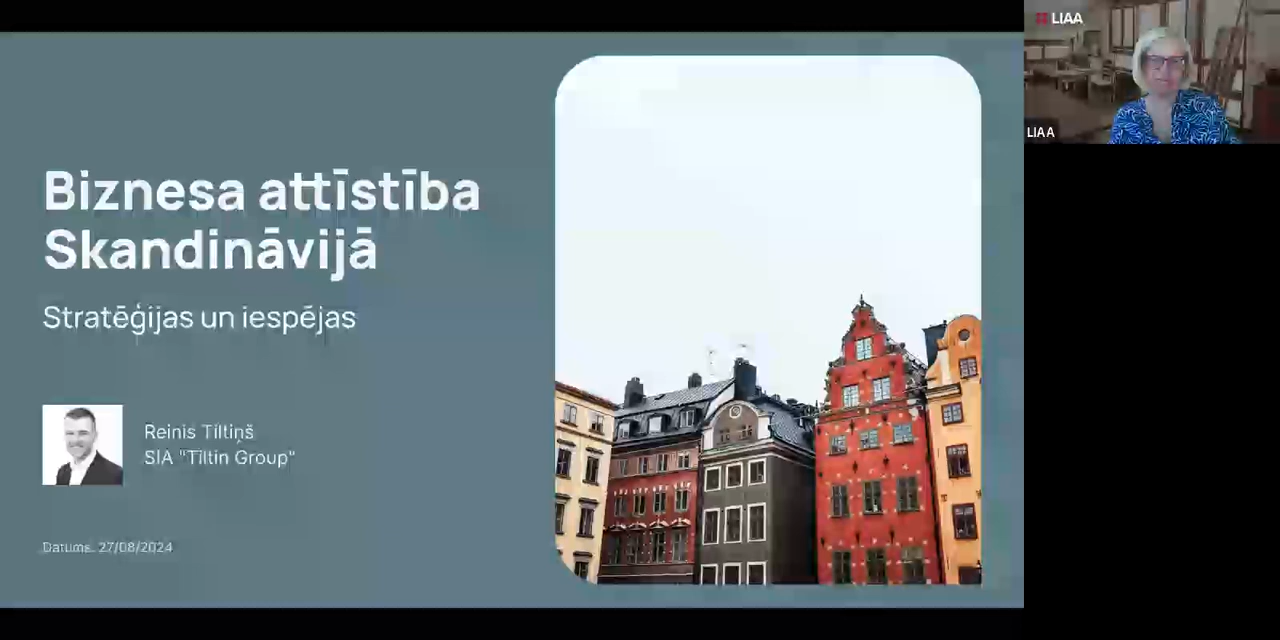 Biznesa attīstība
Skandināvijā
Stratēģijas un iespējas
Reinis Tiltiņš
SIA "Tiltin Group"
Datums: 27/08/2024
LIAA
LIAA